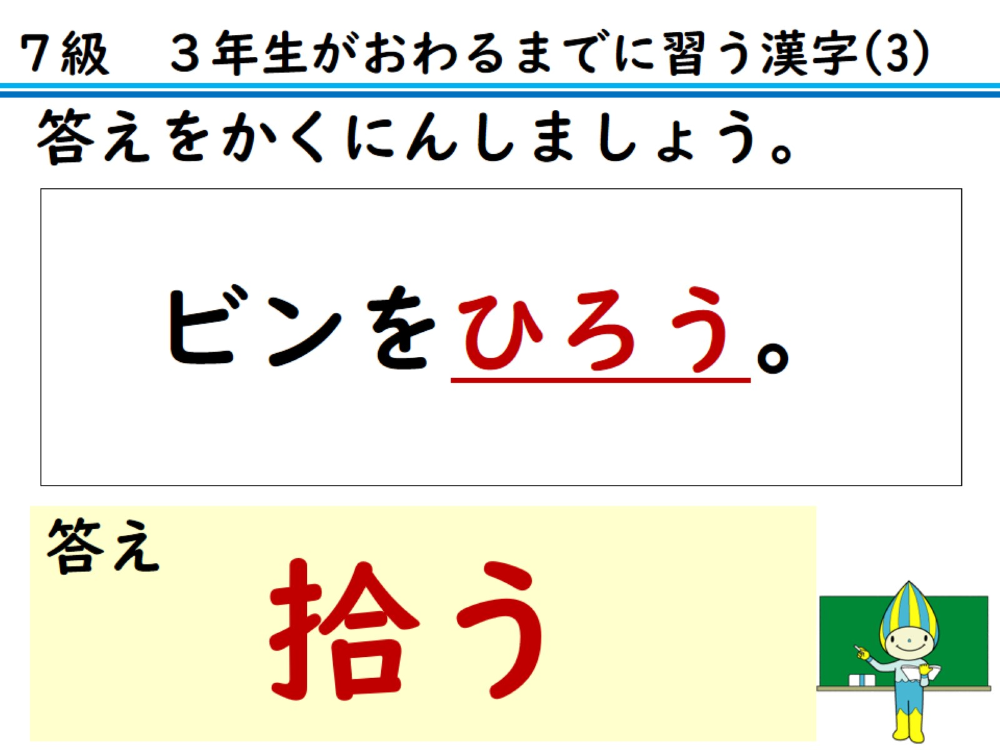 ７級　３年生がおわるまでに習う漢字(3)
答えをかくにんしましょう。
ビンをひろう。
答え
拾う